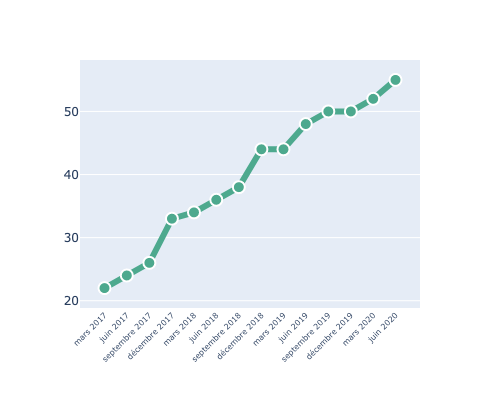 50
40
30
20
mars 2017
juin 2017
septembre 2017
décembre 2017
mars 2018
juin 2018
septembre 2018
décembre 2018
mars 2019
juin 2019
septembre 2019
décembre 2019
mars 2020
juin 2020